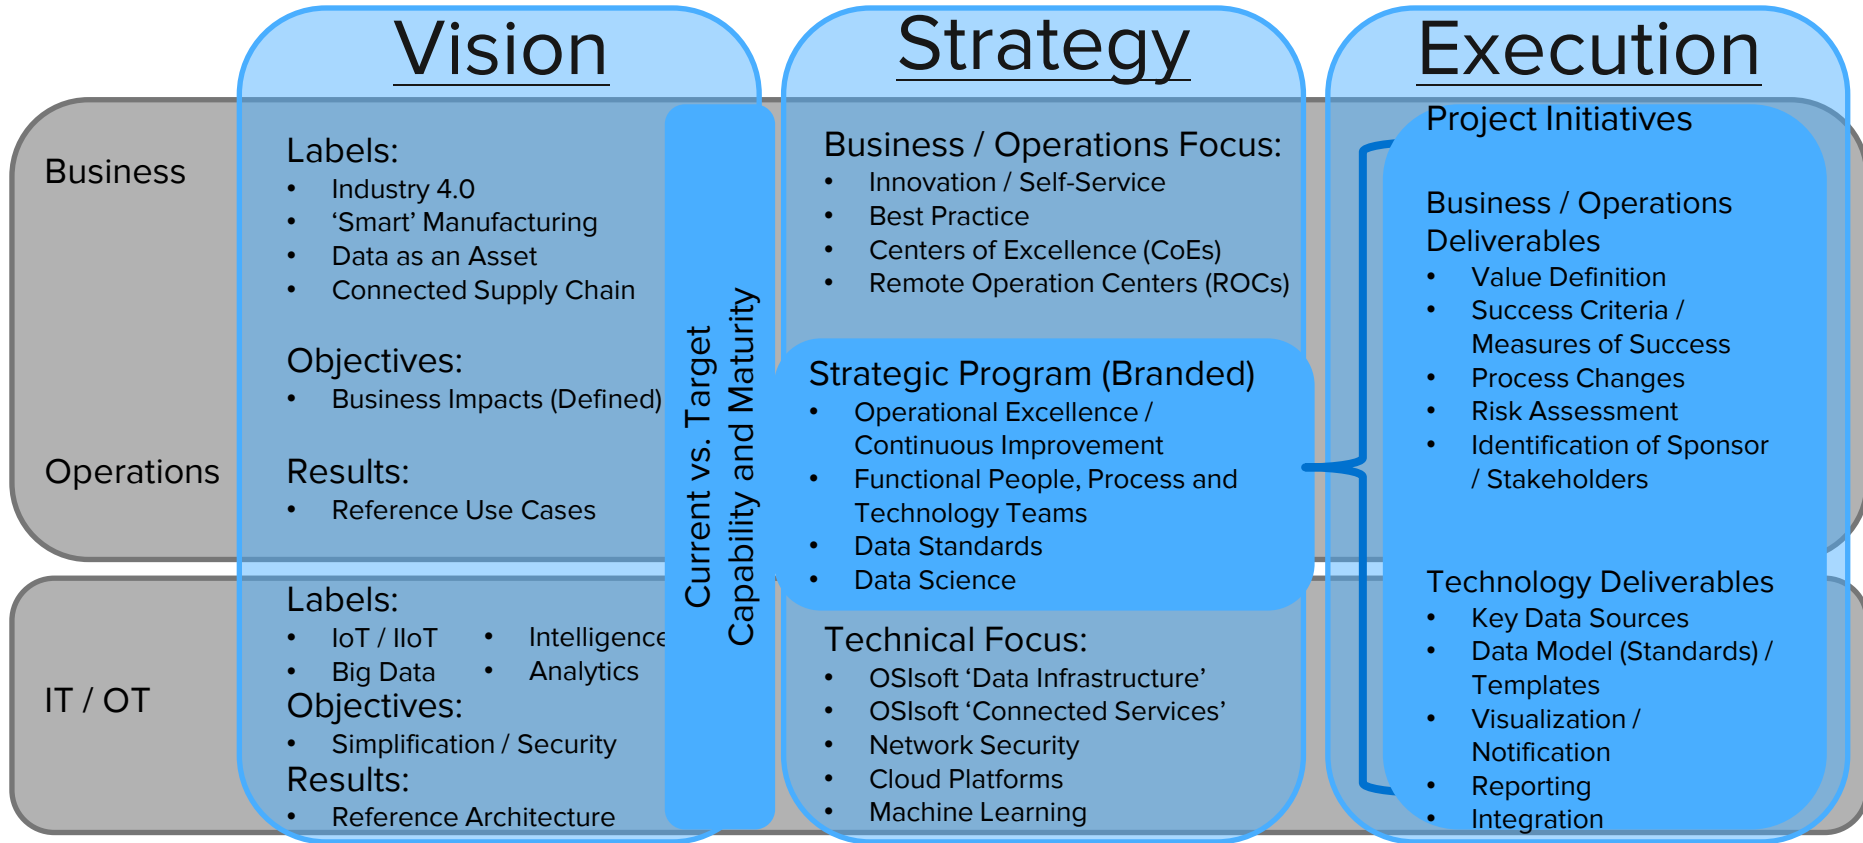 Vision
Strategy
Execution
Business
Operations
IT / OT
Labels:
• Industry 4.0
• ‘Smart’ Manufacturing
• Data as an Asset
• Connected Supply Chain
Objectives:
• Business Impacts (Defined)
Results:
• Reference Use Cases
Labels:
• IoT / IIoT • Intelligence
• Big Data • Analytics
Objectives:
• Simplification / Security
Results:
• Reference Architecture
Current vs. Target
Capability and Maturity
Business / Operations Focus:
• Innovation / Self-Service
• Best Practice
• Centers of Excellence (CoEs)
• Remote Operation Centers (ROCs)
Strategic Program (Branded)
• Operational Excellence /
Continuous Improvement
• Functional People, Process and
Technology Teams
• Data Standards
• Data Science
Technical Focus:
• OSIsoft ‘Data Infrastructure’
• OSIsoft ‘Connected Services’
• Network Security
• Cloud Platforms
• Machine Learning
Project Initiatives
Business / Operations
Deliverables
• Value Definition
• Success Criteria /
Measures of Success
• Process Changes
• Risk Assessment
• Identification of Sponsor
/ Stakeholders
Technology Deliverables
• Key Data Sources
• Data Model (Standards) /
Templates
• Visualization /
Notification
• Reporting
• Integration